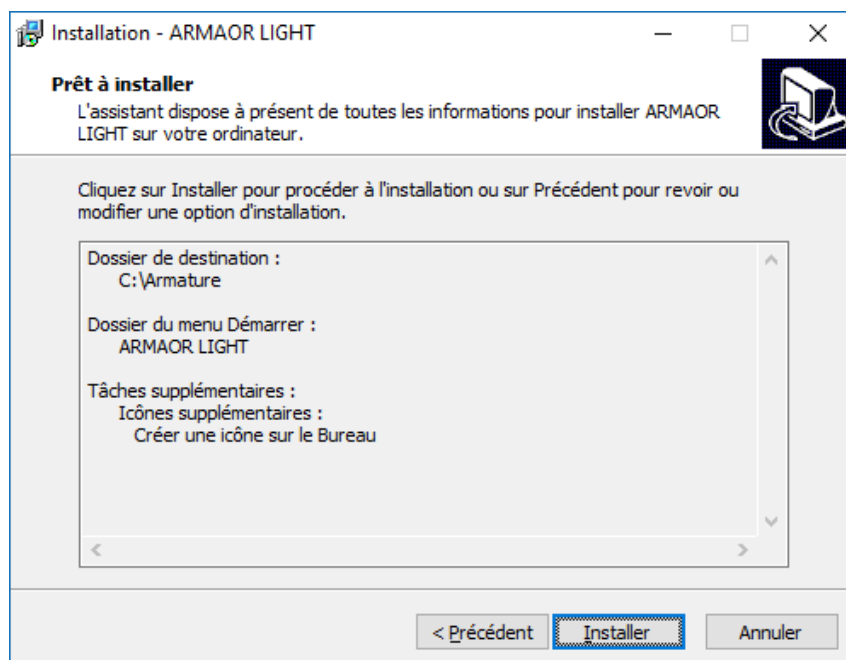 Installation - ARMAOR LIGHT
Prêt à installer
L'assistant dispose à présent de toutes les informations pour installer ARMAOR
LIGHT sur votre ordinateur.
Cliquez sur Installer pour procéder à l'installation ou sur Précédent pour revoir ou
modifier une option d'installation.
Dossier de destination :
C:\Armature
Dossier du menu Démarrer :
ARMAOR LIGHT
Tâches supplémentaires :
Icônes supplémentaires :
Créer une icône sur le Bureau
< Précédent Installer Annuler